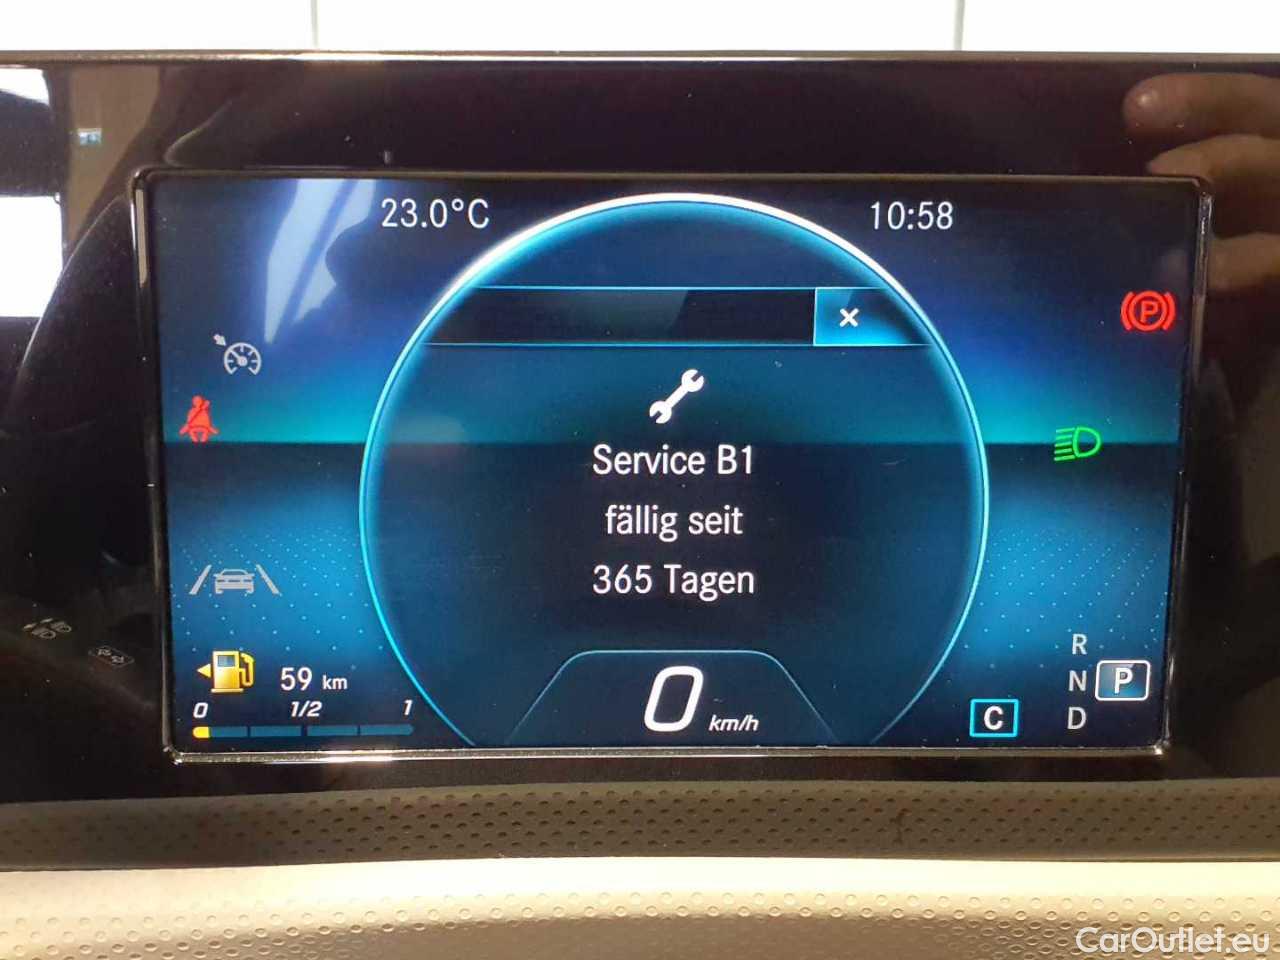 23.0°C
10:58
×
Service B1
fällig seit
365 Tagen
59 km
0 1/2 1
0 km/h
C
R
N P
D
CarOutlet.eu